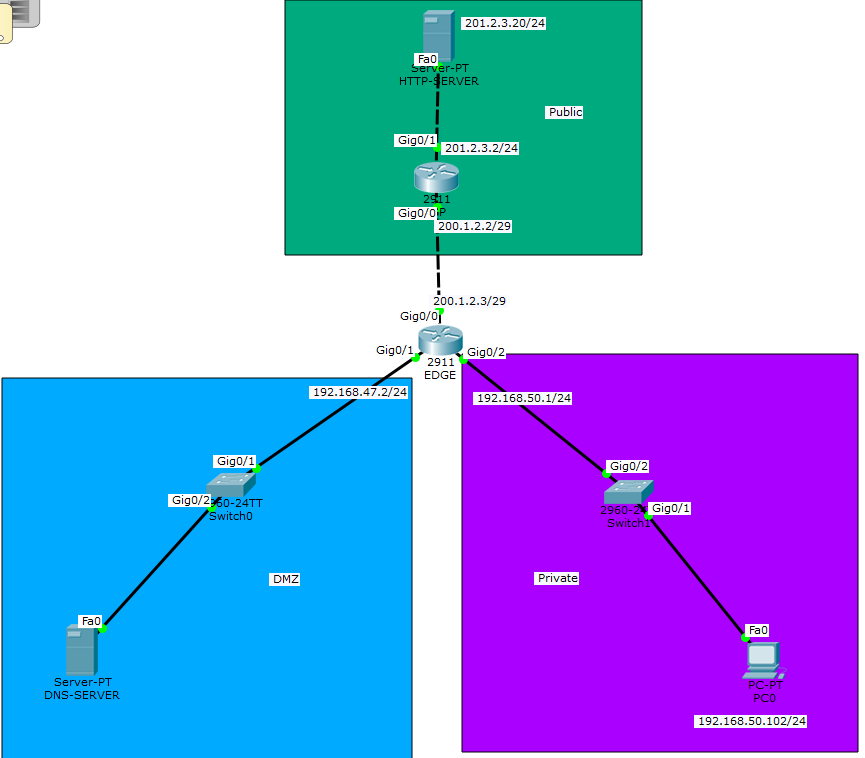 201.2.3.20/24
Fa0
Server-PT
HTTP-SERVER
Public
Gig0/1
201.2.3.2/24
2911
Gig0/0
200.1.2.2/29
200.1.2.3/29
Gig0/0
Gig0/1
Gig0/2
2911
EDGE
192.168.47.2/24
192.168.50.1/24
Gig0/1
Gig0/2
Switch0
Gig0/2
Gig0/1
Switch1
DMZ
Private
Fa0
Server-PT
DNS-SERVER
Fa0
PC-PT
PC0
192.168.50.102/24